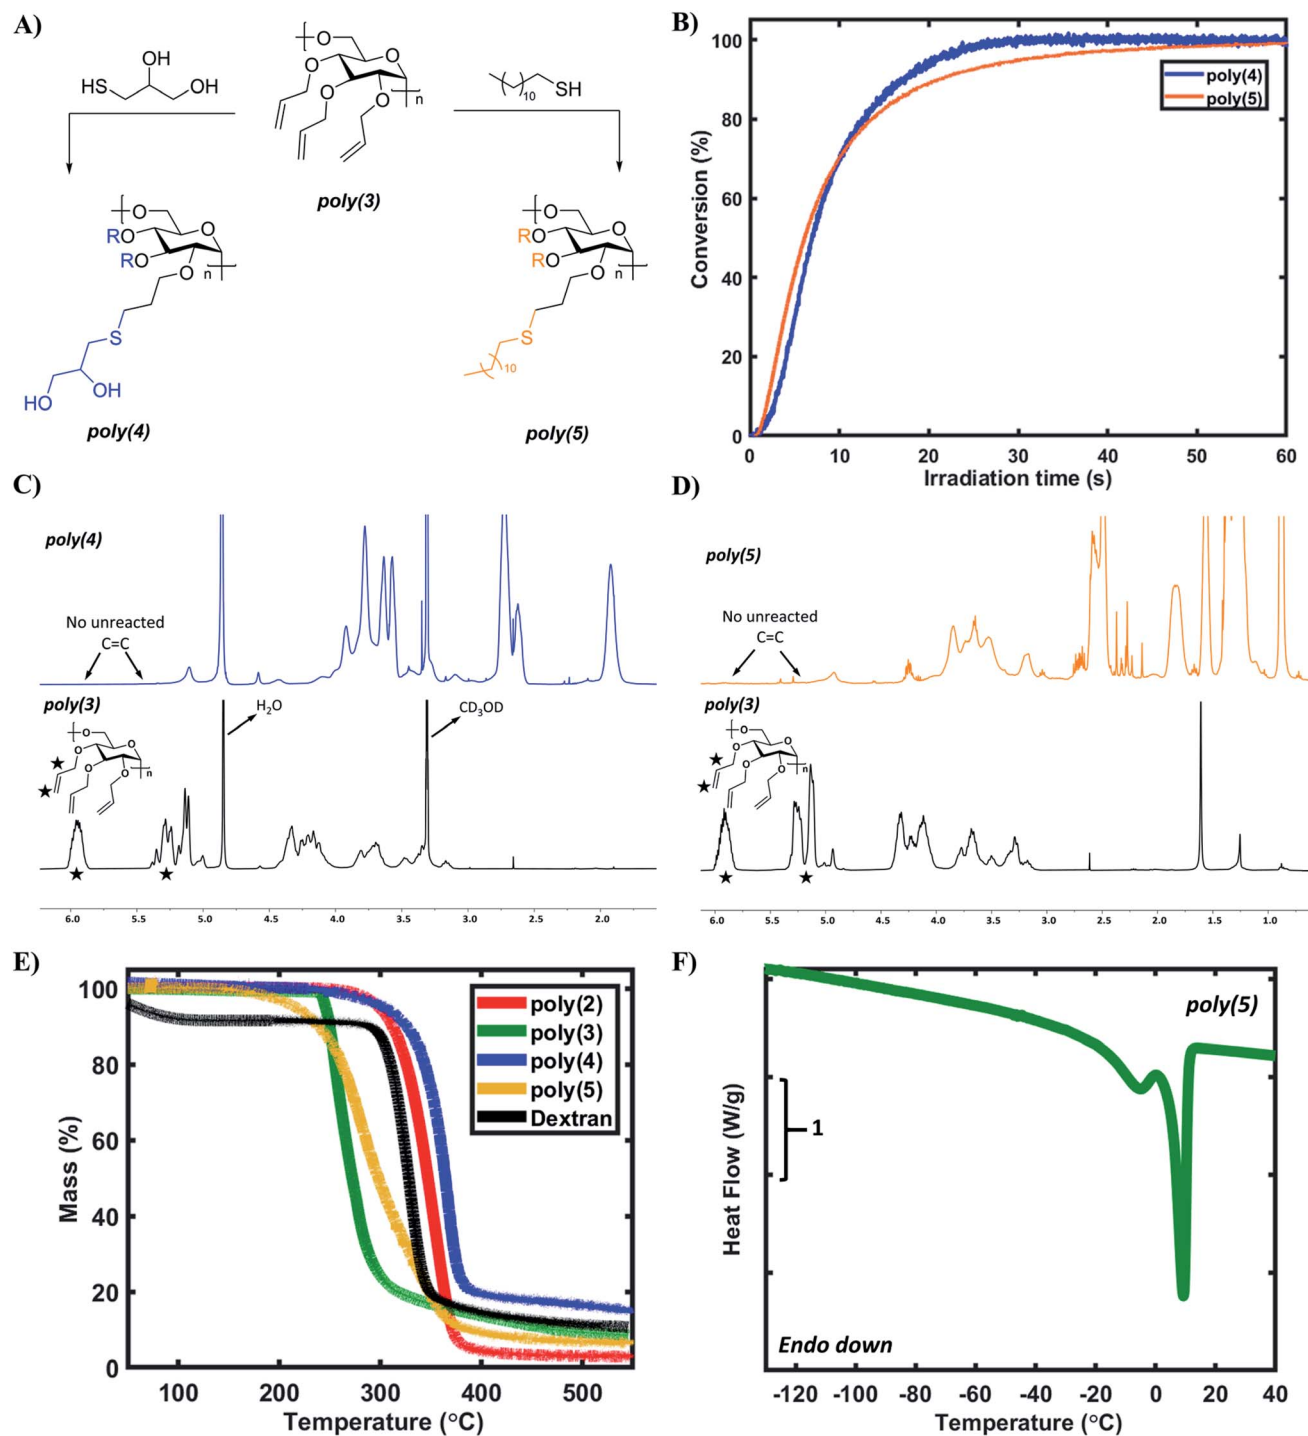 A)
HS
OH
OH
O
O
O
O
O
n
poly(3)
10
SH
O
O
RO
RO
O
n
S
HO
OH
poly(4)
O
O
RO
RO
O
n
S
10
poly(5)
B)
100
80
60
40
20
0
Conversion (%)
poly(4)
poly(5)
0 10 20 30 40 50 60
Irradiation time (s)
C)
poly(4)
No unreacted
C=C
poly(3)
O
O
O
O
O
n
H2O
CD3OD
6.0 5.5 5.0 4.5 4.0 3.5 3.0 2.5 2.0
D)
poly(5)
No unreacted
C=C
poly(3)
O
O
O
O
O
n
6.0 5.5 5.0 4.5 4.0 3.5 3.0 2.5 2.0 1.5 1.0
E)
100
80
60
40
20
0
Mass (%)
poly(2)
poly(3)
poly(4)
poly(5)
Dextran
100 200 300 400 500
Temperature (°C)
F)
poly(5)
Heat Flow (W/g)
1
Endo down
-120 -100 -80 -60 -40 -20 0 20 40
Temperature (°C)